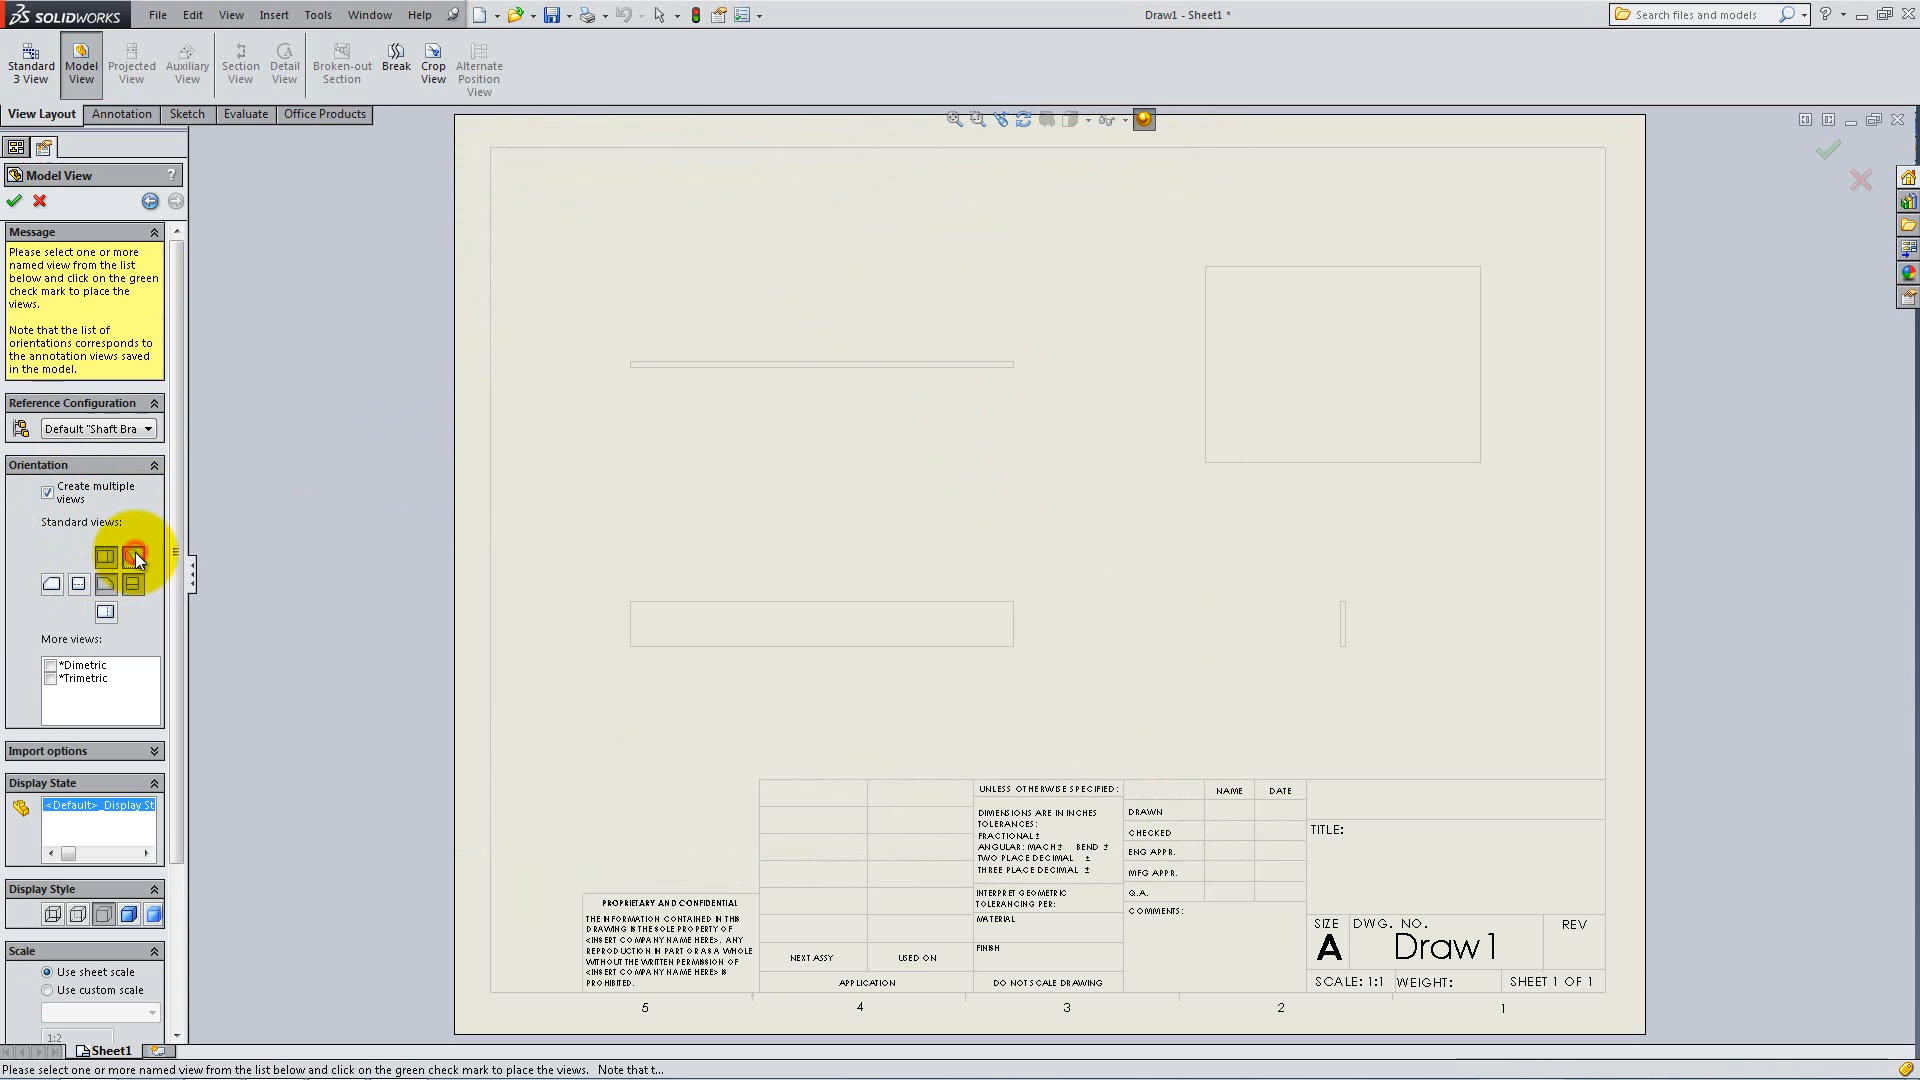 SOLIDWORKS File Edit View Insert Tools Window Help Draw1 - Sheet1 * Search files and models ?
Standard 3 View
Model View
Projected View
Auxiliary View
Section View
Detail View
Broken-out Section
Break
Crop View
Alternate Position View
View Layout Annotation Sketch Evaluate Office Products
Model View ?
Message
Please select one or more
named view from the list
below and click on the green
check mark to place the
views.
Note that the list of
orientations corresponds to
the annotation views saved
in the model.
Reference Configuration
Default "Shaft Bra
Orientation
Create multiple
views
Standard views:
More views:
*Dimetric
*Trimetric
Import options
Display State
<Default>_Display St
Display Style
Scale
Use sheet scale
Use custom scale
1:2
PROPRIETARY AND CONFIDENTIAL
THE INFORMATION CONTAINED IN THIS
DRAWING IS THE SOLE PROPERTY OF
<INSERT COMPANY NAME HERE>. ANY
REPRODUCTION IN PART OR AS A WHOLE
WITHOUT THE WRITTEN PERMISSION OF
<INSERT COMPANY NAME HERE> IS
PROHIBITED.
NEXT ASSY USED ON
APPLICATION
UNLESS OTHERWISE SPECIFIED:
DIMENSIONS ARE IN INCHES
TOLERANCES:
FRACTIONAL ±
ANGULAR: MACH ± BEND ±
TWO PLACE DECIMAL ±
THREE PLACE DECIMAL ±
INTERPRET GEOMETRIC
TOLERANCING PER:
MATERIAL
FINISH
DO NOT SCALE DRAWING
NAME DATE
DRAWN
CHECKED
ENG APPR.
MFG APPR.
Q.A.
COMMENTS:
TITLE:
SIZE DWG. NO. REV
A Draw1
SCALE: 1:1 WEIGHT: SHEET 1 OF 1
5 4 3 2 1
Sheet1
Please select one or more named view from the list below and click on the green check mark to place the views. Note that t...